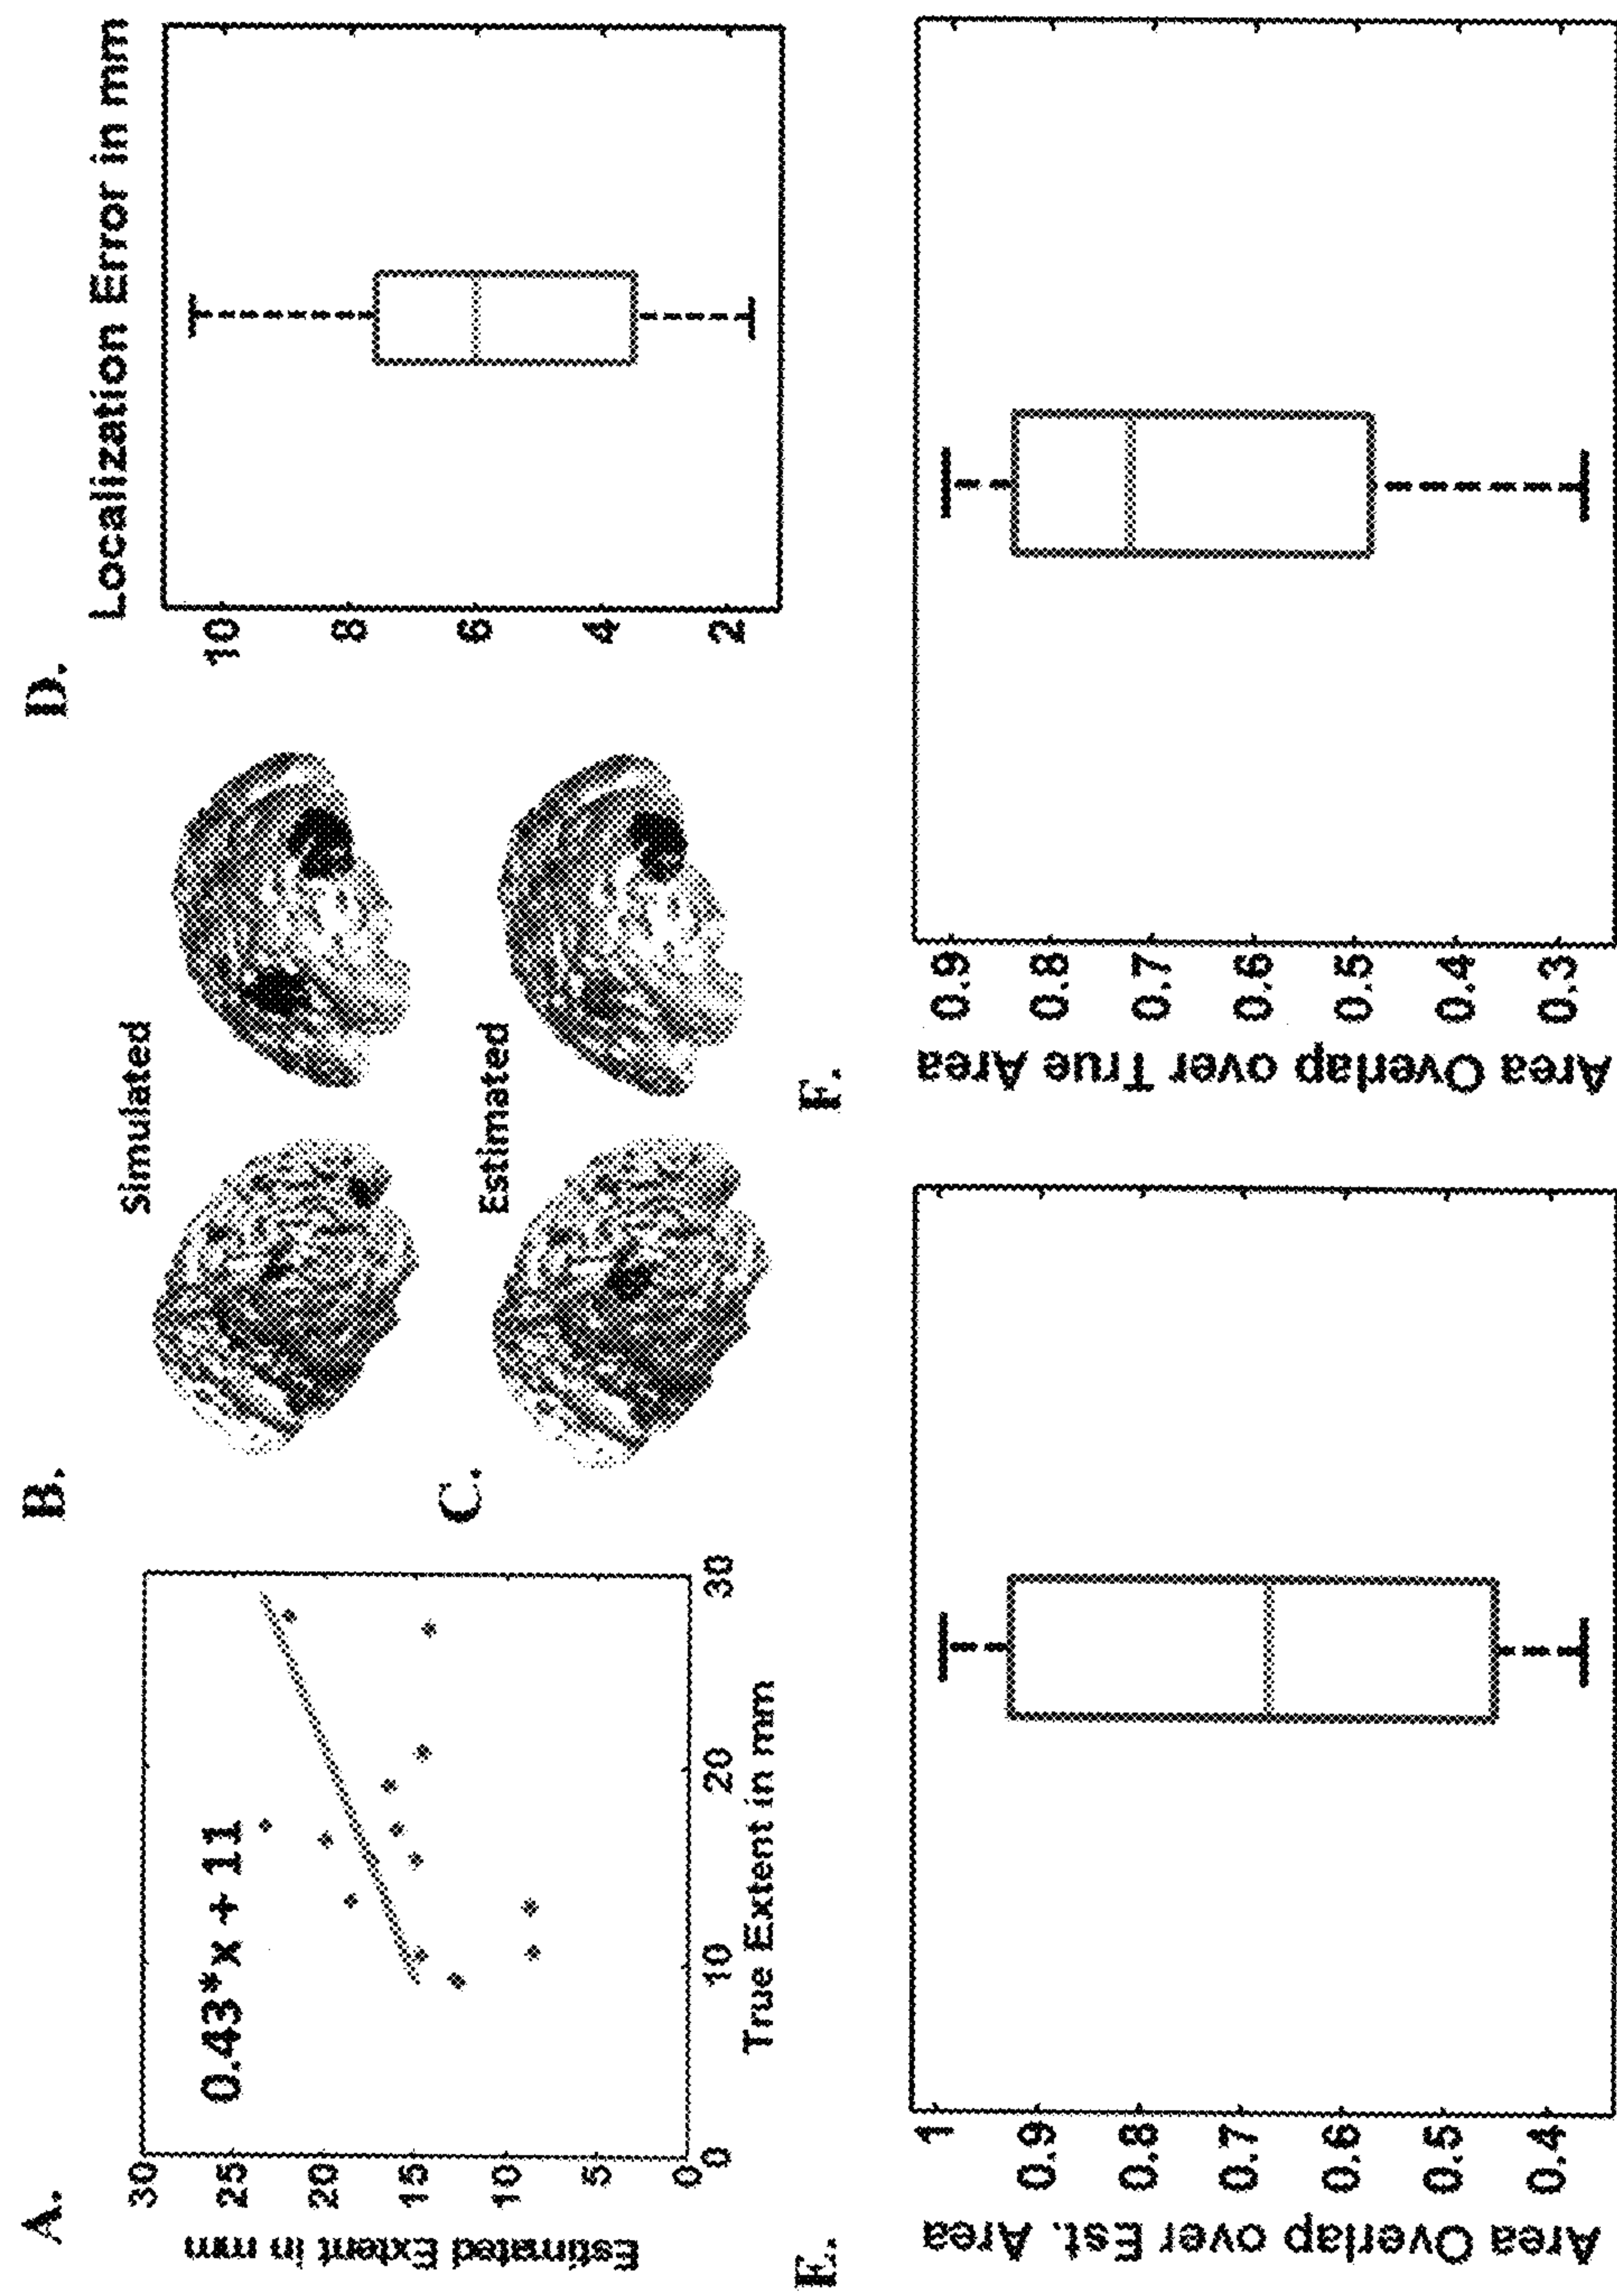 A.
0.43*x + 11
30
25
20
15
10
5
0
0
10
20
30
Estimated Extent in mm
True Extent in mm
B.
Simulated
C.
Estimated
D.
Localization Error in mm
10
8
6
4
2
E.
Area Overlap over Est. Area
1
0.9
0.8
0.7
0.6
0.5
0.4
F.
Area Overlap over True Area
0.9
0.8
0.7
0.6
0.5
0.4
0.3